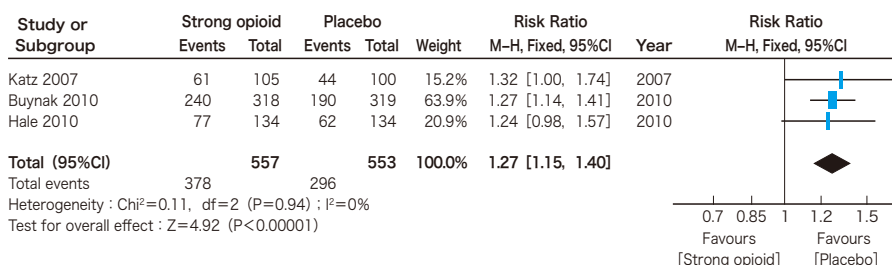 Study or Subgroup Strong opioid Placebo Risk Ratio Risk Ratio
Events Total Events Total Weight M–H, Fixed, 95%CI Year M–H, Fixed, 95%CI
Katz 2007 61 105 44 100 15.2% 1.32 [1.00, 1.74] 2007
Buynak 2010 240 318 190 319 63.9% 1.27 [1.14, 1.41] 2010
Hale 2010 77 134 62 134 20.9% 1.24 [0.98, 1.57] 2010
Total (95%CI) 557 553 100.0% 1.27 [1.15, 1.40]
Total events 378 296
Heterogeneity : Chi²=0.11, df=2 (P=0.94) ; I²=0%
Test for overall effect : Z=4.92 (P<0.00001)
0.7 0.85 1 1.2 1.5
Favours Favours
[Strong opioid] [Placebo]